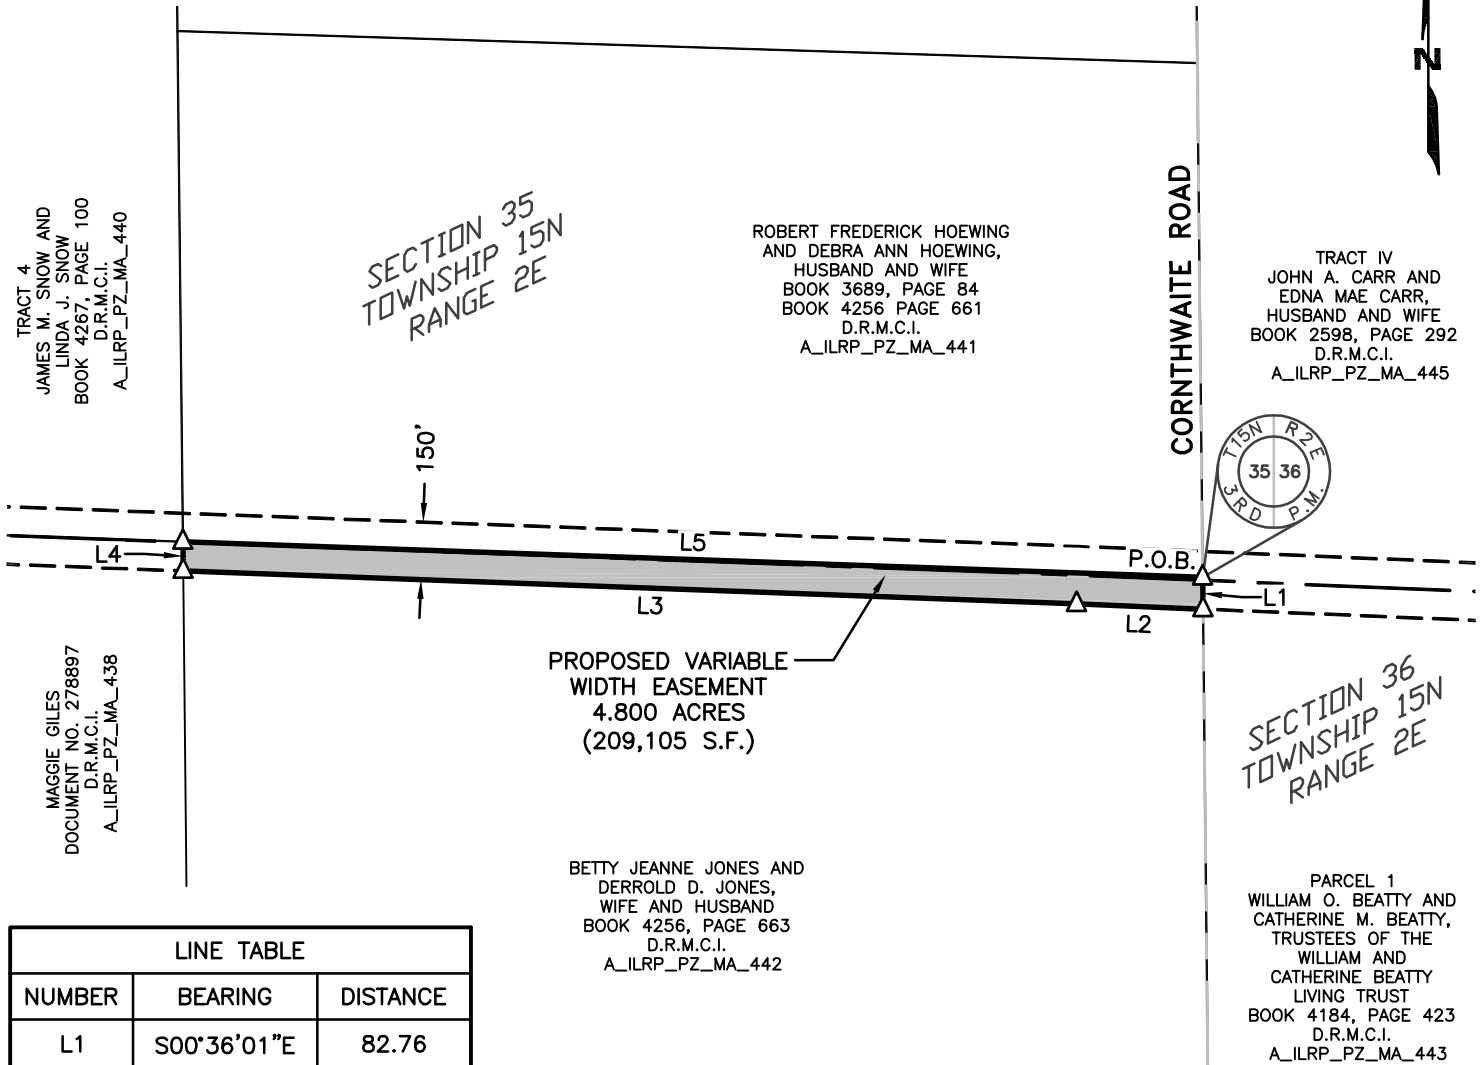 N
TRACT 4
JAMES M. SNOW AND
LINDA J. SNOW
BOOK 4267, PAGE 100
D.R.M.C.I.
A_ILRP_PZ_MA_440
SECTION 35
TOWNSHIP 15N
RANGE 2E
ROBERT FREDERICK HOEWING
AND DEBRA ANN HOEWING,
HUSBAND AND WIFE
BOOK 3689, PAGE 84
BOOK 4256 PAGE 661
D.R.M.C.I.
A_ILRP_PZ_MA_441
CORNTHWAITE ROAD
TRACT IV
JOHN A. CARR AND
EDNA MAE CARR,
HUSBAND AND WIFE
BOOK 2598, PAGE 292
D.R.M.C.I.
A_ILRP_PZ_MA_445
T15N R2E
35 36
3RD P.M.
150'
L5
P.O.B.
L4
L3
L2
L1
PROPOSED VARIABLE
WIDTH EASEMENT
4.800 ACRES
(209,105 S.F.)
MAGGIE GILES
DOCUMENT NO. 278897
D.R.M.C.I.
A_ILRP_PZ_MA_438
SECTION 36
TOWNSHIP 15N
RANGE 2E
BETTY JEANNE JONES AND
DERROLD D. JONES,
WIFE AND HUSBAND
BOOK 4256, PAGE 663
D.R.M.C.I.
A_ILRP_PZ_MA_442
PARCEL 1
WILLIAM O. BEATTY AND
CATHERINE M. BEATTY,
TRUSTEES OF THE
WILLIAM AND
CATHERINE BEATTY
LIVING TRUST
BOOK 4184, PAGE 423
D.R.M.C.I.
A_ILRP_PZ_MA_443
LINE TABLE
NUMBER BEARING DISTANCE
L1 S00°36'01"E 82.76